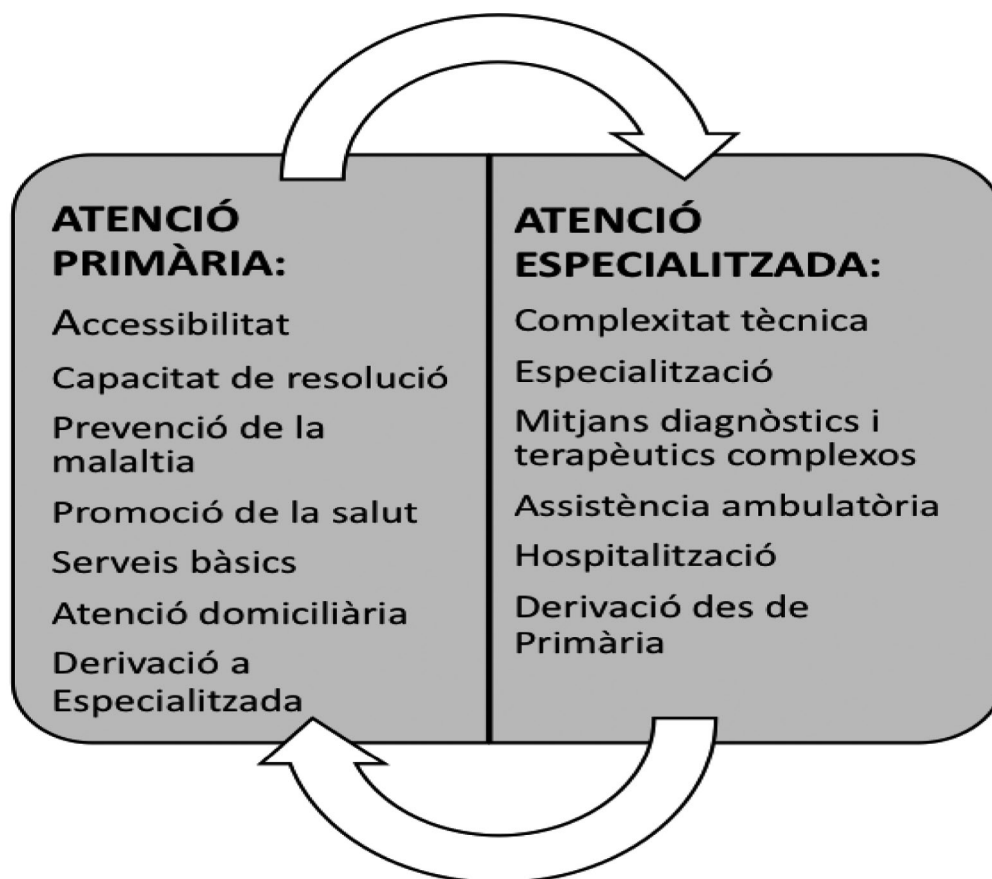 ATENCIÓ
PRIMÀRIA:
Accessibilitat
Capacitat de resolució
Prevenció de la
malaltia
Promoció de la salut
Serveis bàsics
Atenció domiciliària
Derivació a
Especialitzada
ATENCIÓ
ESPECIALITZADA:
Complexitat tècnica
Especialització
Mitjans diagnòstics i
terapèutics complexos
Assistència ambulatòria
Hospitalització
Derivació des de
Primària